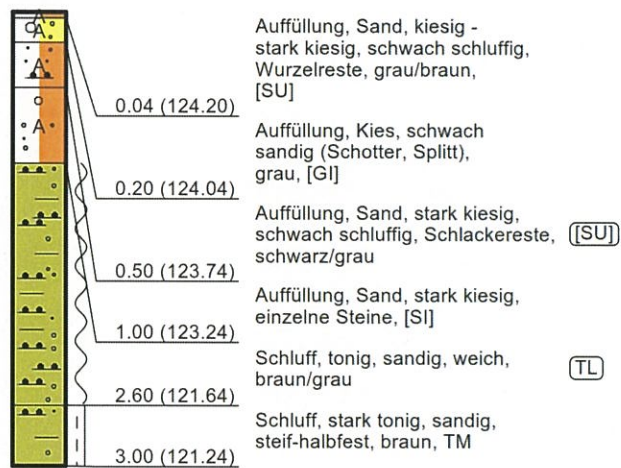 A
A
A
A
Auffüllung, Sand, kiesig -
stark kiesig, schwach schluffig,
Wurzelreste, grau/braun,
[SU]
0.04 (124.20)
Auffüllung, Kies, schwach
sandig (Schotter, Splitt),
grau, [GI]
0.20 (124.04)
Auffüllung, Sand, stark kiesig,
schwach schluffig, Schlackereste, [SU]
schwarz/grau
0.50 (123.74)
Auffüllung, Sand, stark kiesig,
einzelne Steine, [SI]
1.00 (123.24)
Schluff, tonig, sandig, weich, TL
braun/grau
2.60 (121.64)
Schluff, stark tonig, sandig,
steif-halbfest, braun, TM
3.00 (121.24)